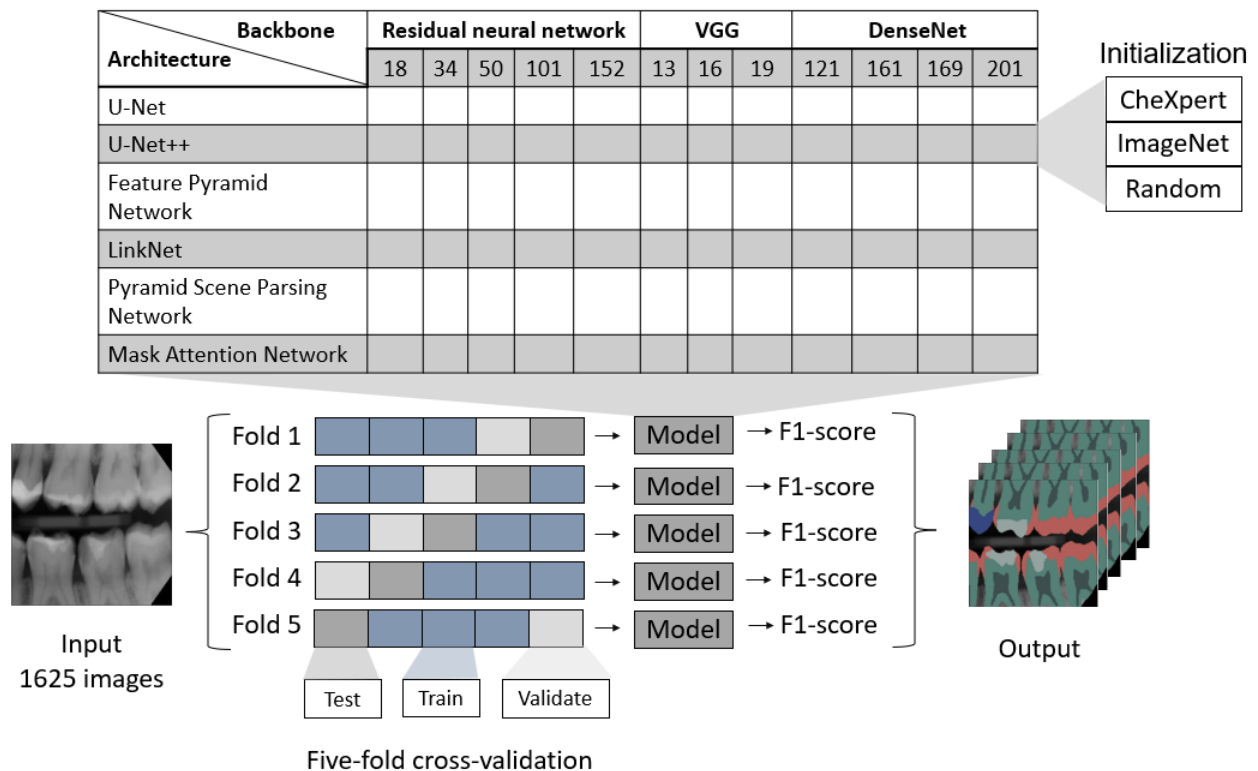 Backbone
Architecture
Residual neural network
VGG
DenseNet
18 34 50 101 152 13 16 19 121 161 169 201
U-Net
U-Net++
Feature Pyramid
Network
LinkNet
Pyramid Scene Parsing
Network
Mask Attention Network
Initialization
CheXpert
ImageNet
Random
Fold 1 Model F1-score
Fold 2 Model F1-score
Fold 3 Model F1-score
Fold 4 Model F1-score
Fold 5 Model F1-score
Input
1625 images
Output
Test Train Validate
Five-fold cross-validation